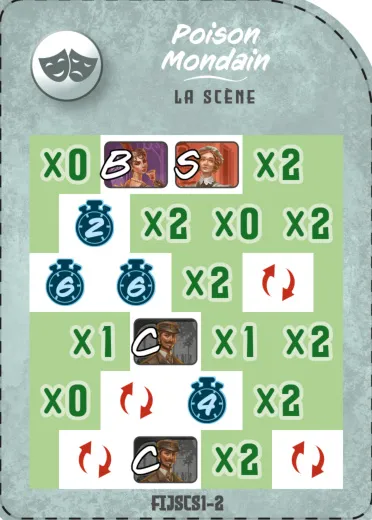 Poison
Mondain
LA SCÈNE
X0 B S X2
2 X2 X0 X2
6 6 X2
X1 C X1 X2
X0 4 X2
C X2
FIJSCS1-2